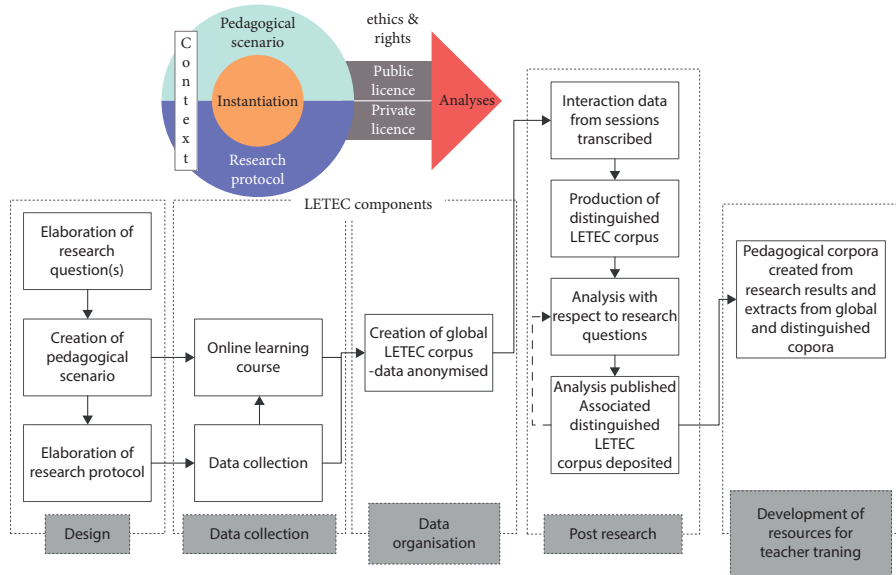 Pedagogical
scenario
ethics &
rights
Context
Instantiation
Public
licence
Private
licence
Analyses
Research
protocol
LETEC components
Elaboration of
research
question(s)
Creation of
pedagogical
scenario
Elaboration of
research protocol
Design
Online learning
course
Data collection
Data collection
Creation of global
LETEC corpus
-data anonymised
Data
organisation
Interaction data
from sessions
transcribed
Production of
distinguished
LETEC corpus
Analysis with
respect to research
questions
Analysis published
Associated
distinguished
LETEC
corpus deposited
Post research
Pedagogical corpora
created from
research results and
extracts from global
and distinguished
copora
Development of
resources for
teacher traning